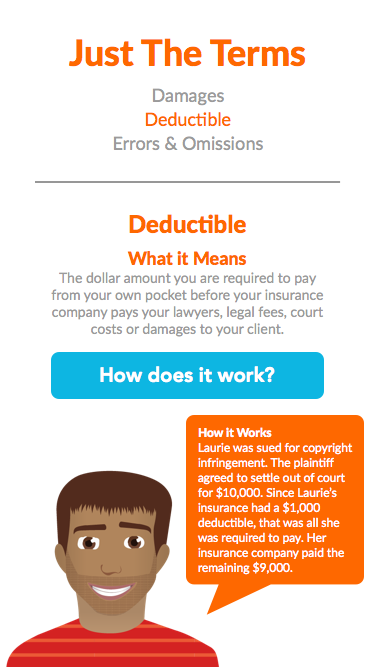 Just The Terms
Damages
Deductible
Errors & Omissions
Deductible
What it Means
The dollar amount you are required to pay
from your own pocket before your insurance
company pays your lawyers, legal fees, court
costs or damages to your client.
How does it work?
How it Works
Laurie was sued for copyright
infringement. The plaintiff
agreed to settle out of court
for $10,000. Since Laurie's
insurance had a $1,000
deductible, that was all she
was required to pay. Her
insurance company paid the
remaining $9,000.